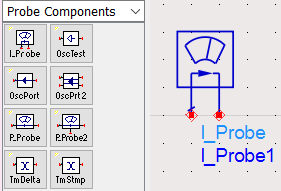 Probe Components
I_Probe OscTest
OscPort OscPrt2
P_Probe P_Probe2
TmDelta TmStmp
I_Probe
I_Probe1